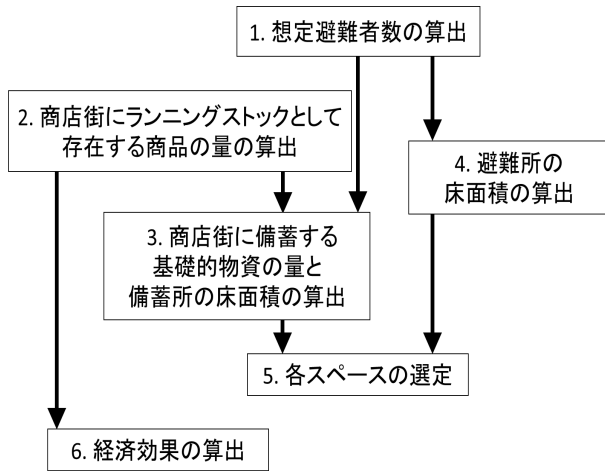 1. 想定避難者数の算出
2. 商店街にランニングストックとして
存在する商品の量の算出
4. 避難所の
床面積の算出
3. 商店街に備蓄する
基礎的物資の量と
備蓄所の床面積の算出
5. 各スペースの選定
6. 経済効果の算出